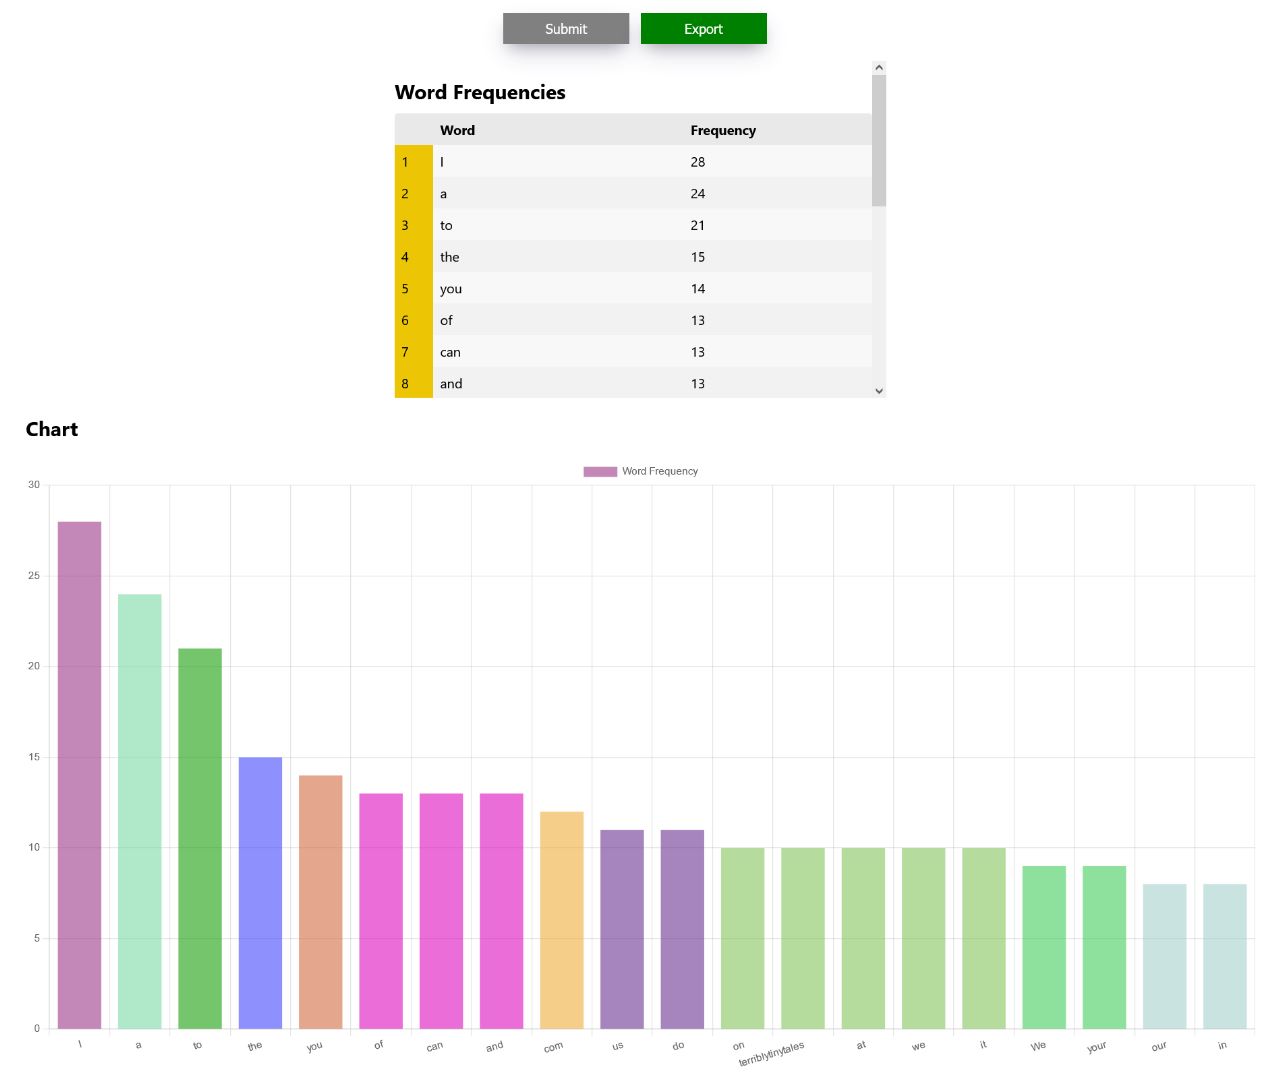 Submit Export
Word Frequencies
Word Frequency
1 I 28
2 a 24
3 to 21
4 the 15
5 you 14
6 of 13
7 can 13
8 and 13
Chart
Word Frequency
30
25
20
15
10
5
0
I a to the you of can and com us do on terriblytinytales at we it We your our in